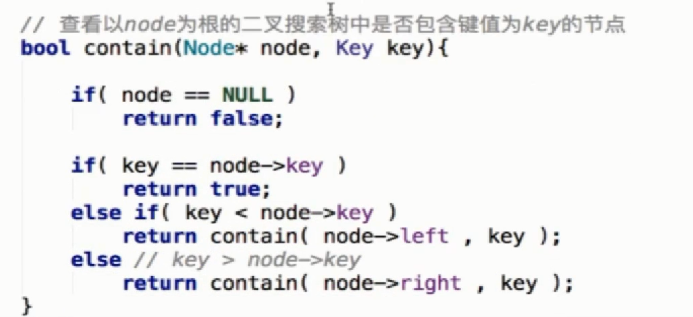 // 查看以node为根的二叉搜索树中是否包含键值为key的节点
bool contain(Node* node, Key key){
if( node == NULL )
return false;
if( key == node->key )
return true;
else if( key < node->key )
return contain( node->left , key );
else // key > node->key
return contain( node->right , key );
}